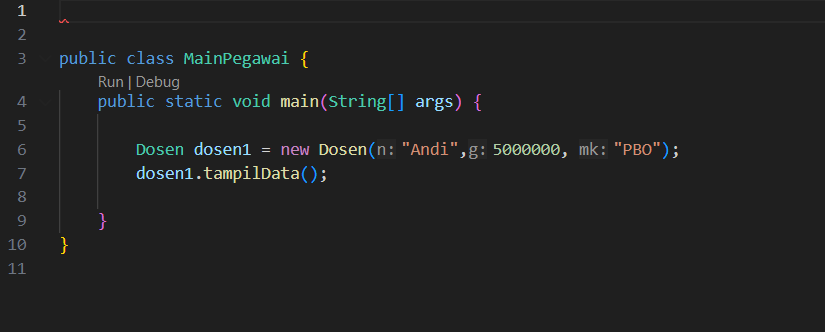 1
2
3 public class MainPegawai {
Run | Debug
4 public static void main(String[] args) {
5
6 Dosen dosen1 = new Dosen(n: "Andi",g: 5000000, mk: "PBO");
7 dosen1.tampilData();
8
9 }
10 }
11